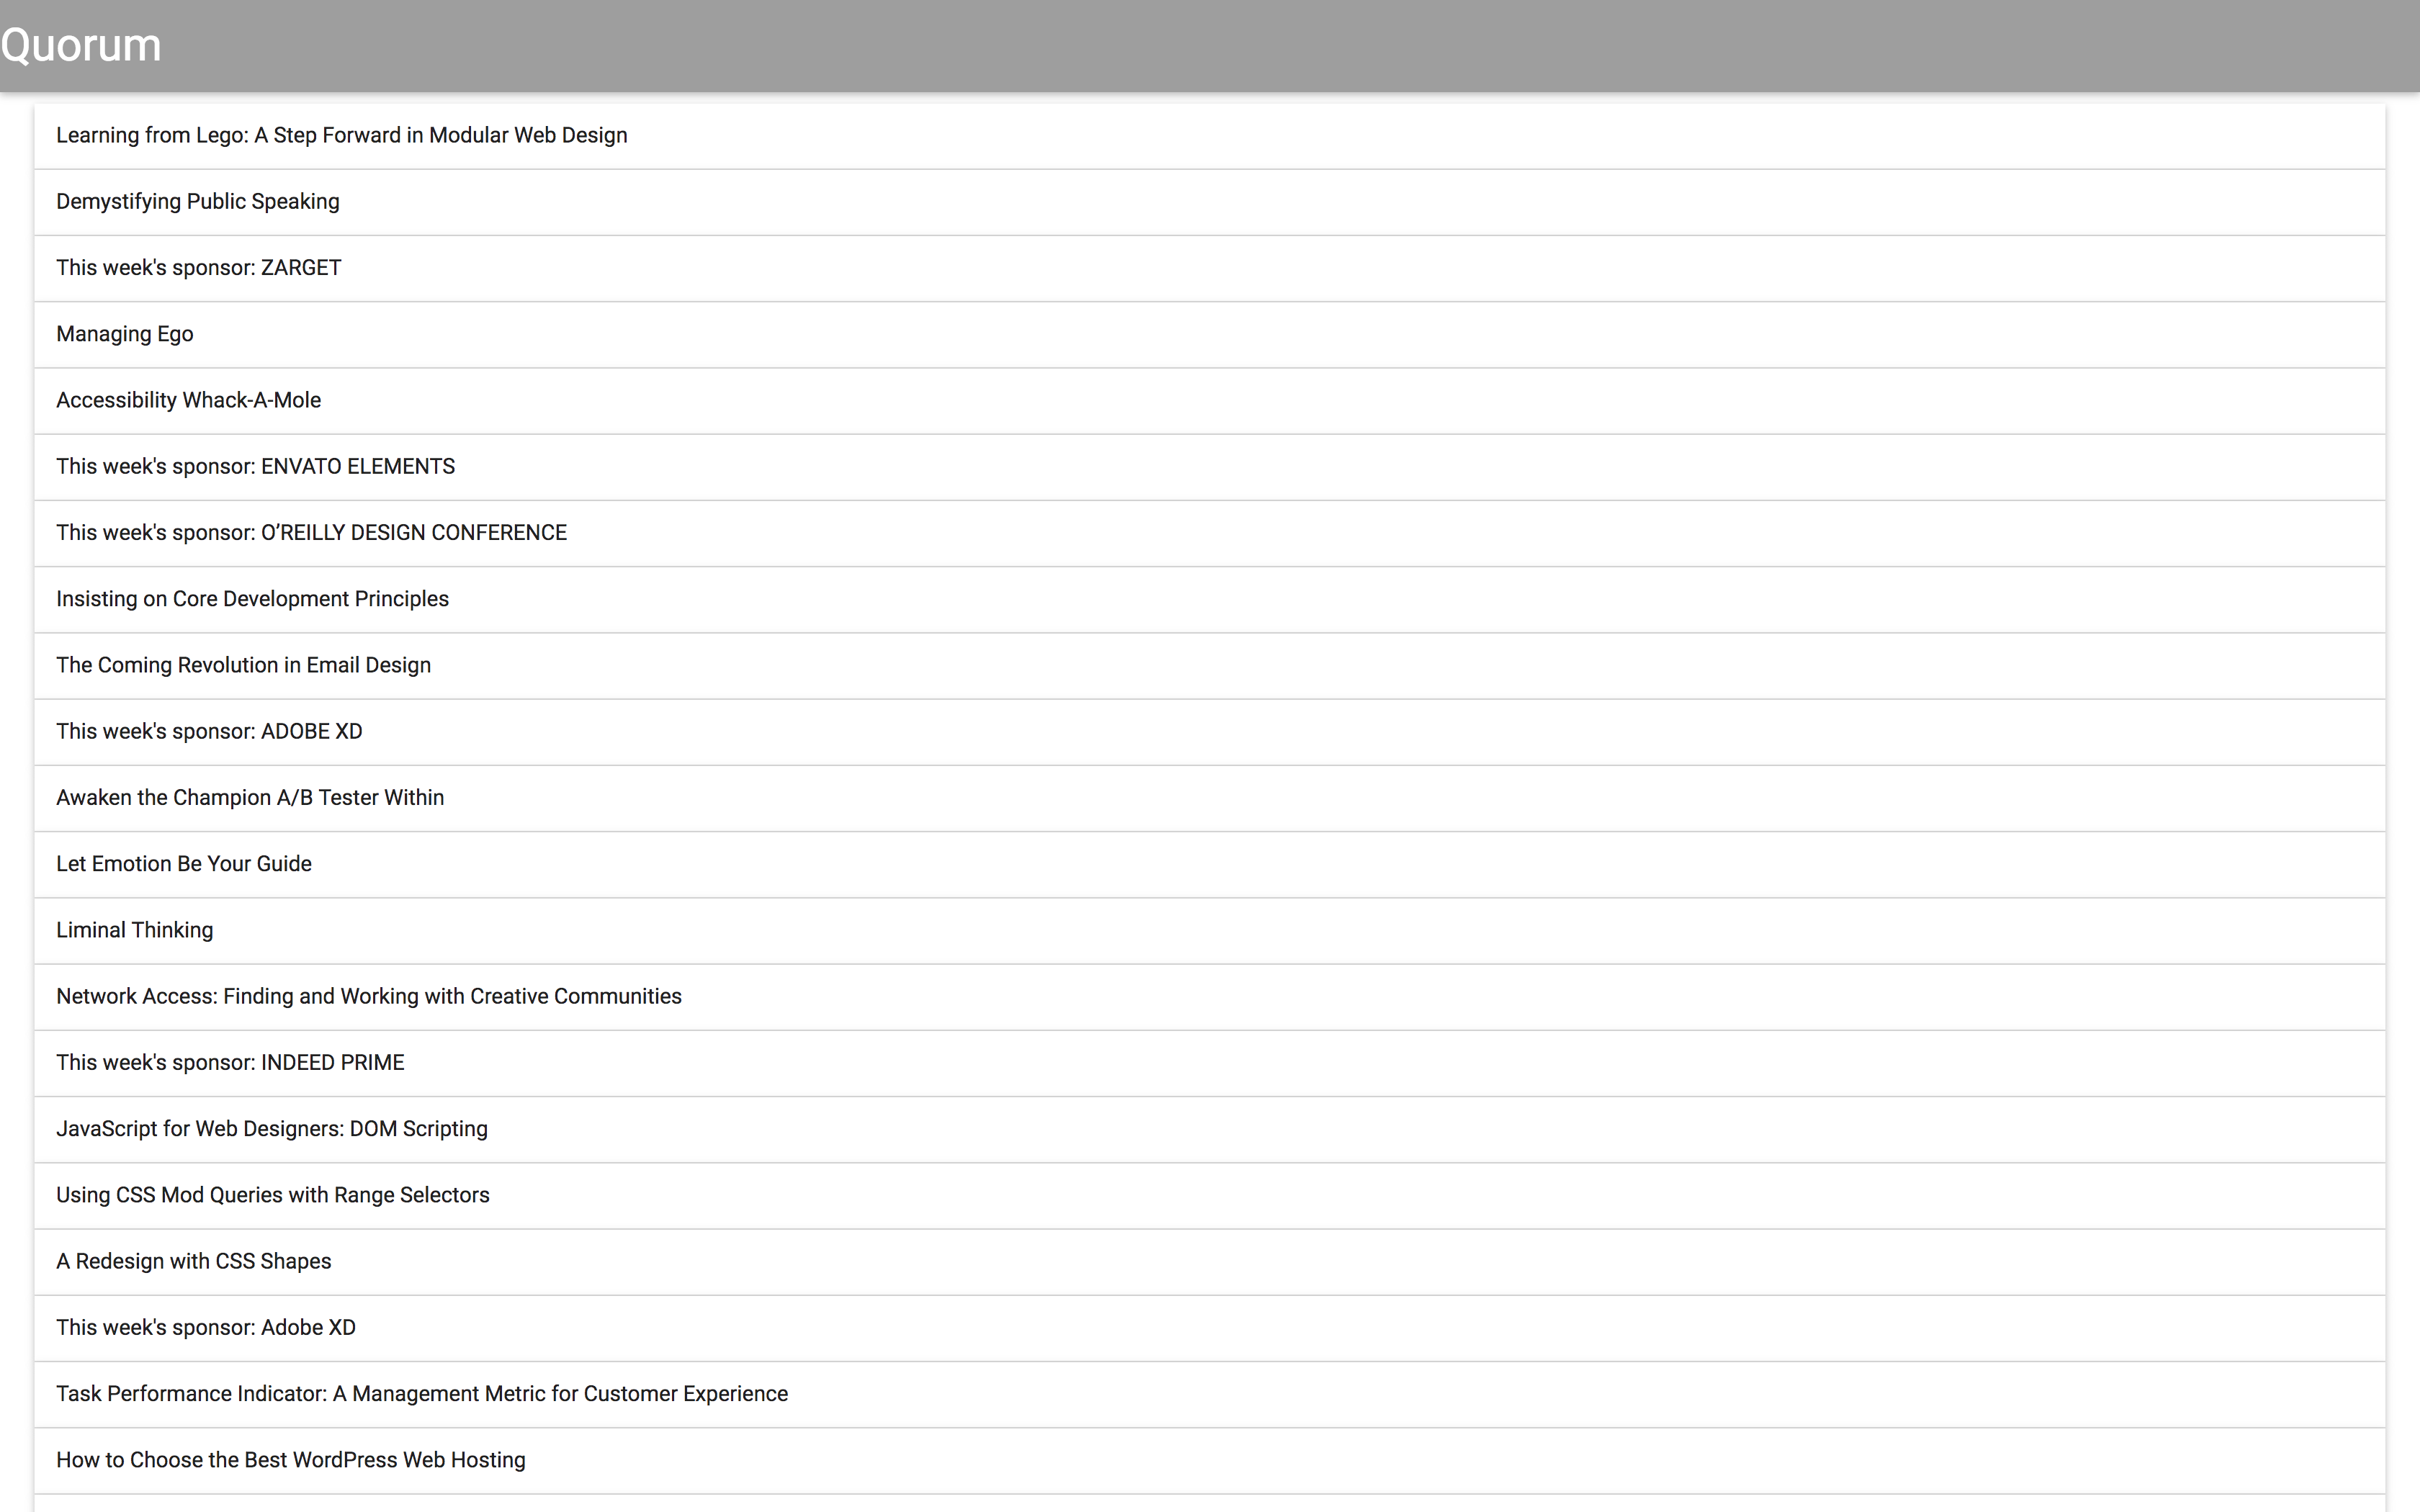 Quorum
Learning from Lego: A Step Forward in Modular Web Design
Demystifying Public Speaking
This week's sponsor: ZARGET
Managing Ego
Accessibility Whack-A-Mole
This week's sponsor: ENVATO ELEMENTS
This week's sponsor: O’REILLY DESIGN CONFERENCE
Insisting on Core Development Principles
The Coming Revolution in Email Design
This week's sponsor: ADOBE XD
Awaken the Champion A/B Tester Within
Let Emotion Be Your Guide
Liminal Thinking
Network Access: Finding and Working with Creative Communities
This week's sponsor: INDEED PRIME
JavaScript for Web Designers: DOM Scripting
Using CSS Mod Queries with Range Selectors
A Redesign with CSS Shapes
This week's sponsor: Adobe XD
Task Performance Indicator: A Management Metric for Customer Experience
How to Choose the Best WordPress Web Hosting